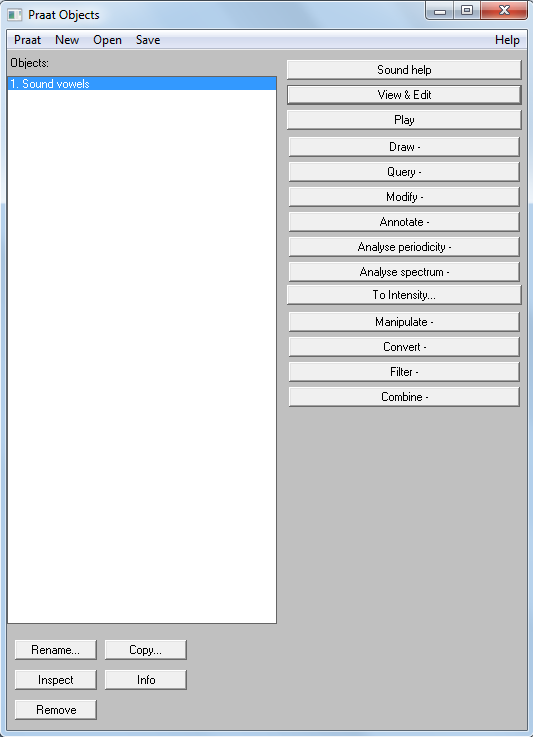 Praat Objects
Praat New Open Save Help
Objects:
1. Sound vowels
Sound help
View & Edit
Play
Draw -
Query -
Modify -
Annotate -
Analyse periodicity -
Analyse spectrum -
To Intensity...
Manipulate -
Convert -
Filter -
Combine -
Rename... Copy...
Inspect Info
Remove